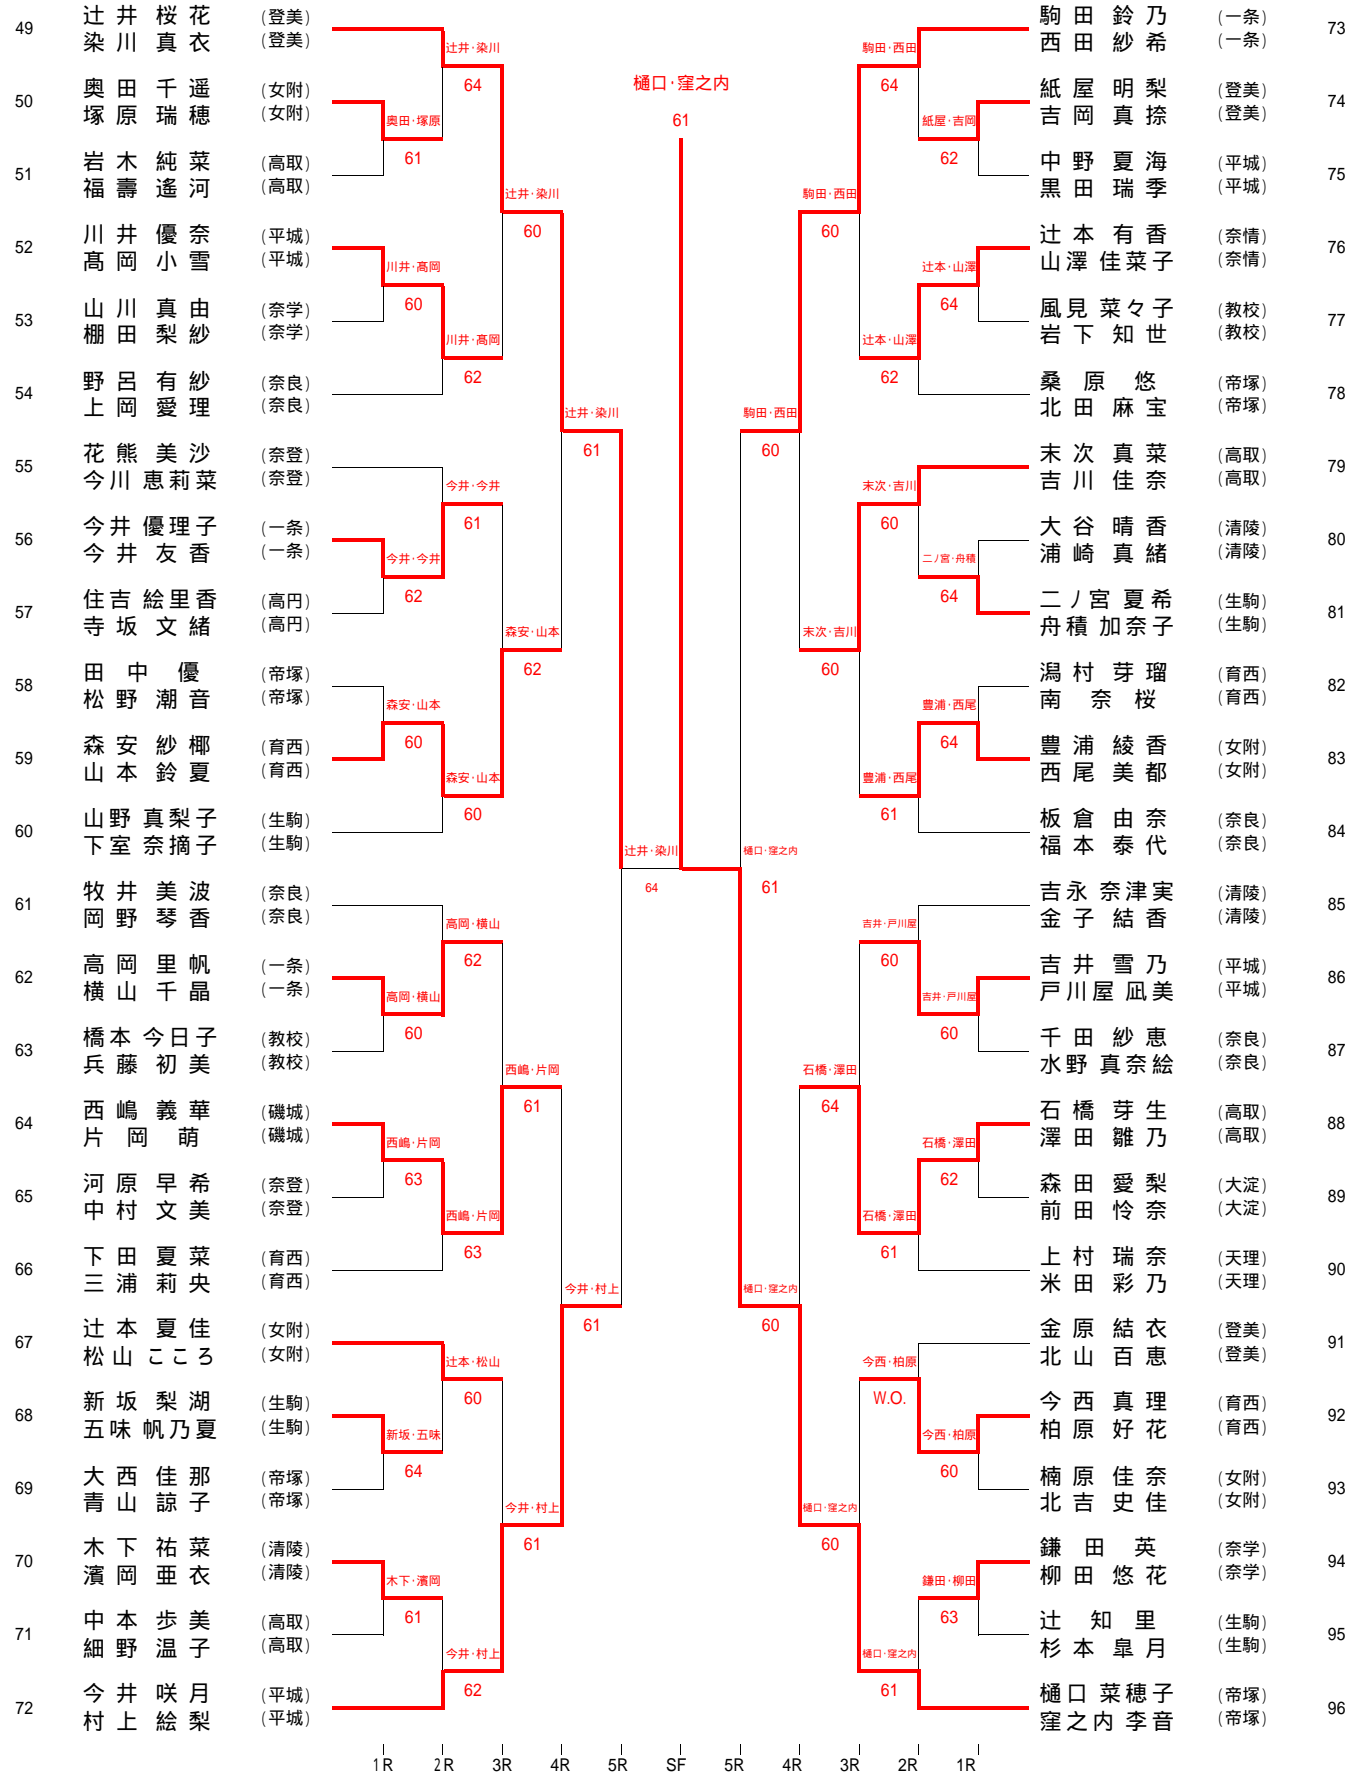 49 辻井 桜花 (登美)
染川 真衣 (登美)
50 奥田 千遥 (女附)
塚原 瑞穂 (女附)
51 岩木 純菜 (高取)
福壽 遙河 (高取)
52 川井 優奈 (平城)
髙岡 小雪 (平城)
53 山川 真由 (奈学)
棚田 梨紗 (奈学)
54 野呂 有紗 (奈良)
上岡 愛理 (奈良)
55 花熊 美沙 (奈登)
今川 恵莉菜 (奈登)
56 今井 優理子 (一条)
今井 友香 (一条)
57 住吉 絵里香 (高円)
寺坂 文緒 (高円)
58 田中 優 (帝塚)
松野 潮音 (帝塚)
59 森安 紗椰 (育西)
山本 鈴夏 (育西)
60 山野 真梨子 (生駒)
下室 奈摘子 (生駒)
61 牧井 美波 (奈良)
岡野 琴香 (奈良)
62 高岡 里帆 (一条)
横山 千晶 (一条)
63 橋本 今日子 (教校)
兵藤 初美 (教校)
64 西嶋 義華 (磯城)
片岡 萌 (磯城)
65 河原 早希 (奈登)
中村 文美 (奈登)
66 下田 夏菜 (育西)
三浦 莉央 (育西)
67 辻本 夏佳 (女附)
松山 こころ (女附)
68 新坂 梨湖 (生駒)
五味 帆乃夏 (生駒)
69 大西 佳那 (帝塚)
青山 諒子 (帝塚)
70 木下 祐菜 (清陵)
濱岡 亜衣 (清陵)
71 中本 歩美 (高取)
細野 温子 (高取)
72 今井 咲月 (平城)
村上 絵梨 (平城)
奥田・塚原
61
川井・髙岡
60
今井・今井
62
森安・山本
60
高岡・横山
60
西嶋・片岡
63
新坂・五味
64
木下・濱岡
61
辻井・染川
64
川井・髙岡
62
今井・今井
61
森安・山本
60
高岡・横山
62
西嶋・片岡
63
辻本・松山
60
今井・村上
62
辻井・染川
60
森安・山本
62
西嶋・片岡
61
今井・村上
61
辻井・染川
61
今井・村上
61
辻井・染川
64
樋口・窪之内
61
樋口・窪之内
61
駒田・西田
60
樋口・窪之内
60
駒田・西田
60
末次・吉川
60
石橋・澤田
64
樋口・窪之内
60
駒田・西田
64
辻本・山澤
62
末次・吉川
60
豊浦・西尾
61
吉井・戸川屋
60
石橋・澤田
61
今西・柏原
W.O.
樋口・窪之内
61
紙屋・吉岡
62
辻本・山澤
64
二ノ宮・舟積
64
豊浦・西尾
64
吉井・戸川屋
60
石橋・澤田
62
今西・柏原
60
鎌田・柳田
63
駒田 鈴乃 (一条) 73
西田 紗希 (一条)
紙屋 明梨 (登美) 74
吉岡 真捺 (登美)
中野 夏海 (平城) 75
黒田 瑞季 (平城)
辻本 有香 (奈情) 76
山澤 佳菜子 (奈情)
風見 菜々子 (教校) 77
岩下 知世 (教校)
桑原 悠 (帝塚) 78
北田 麻宝 (帝塚)
末次 真菜 (高取) 79
吉川 佳奈 (高取)
大谷 晴香 (清陵) 80
浦崎 真緒 (清陵)
二ノ宮 夏希 (生駒) 81
舟積 加奈子 (生駒)
潟村 芽瑠 (育西) 82
南 奈桜 (育西)
豊浦 綾香 (女附) 83
西尾 美都 (女附)
板倉 由奈 (奈良) 84
福本 泰代 (奈良)
吉永 奈津実 (清陵) 85
金子 結香 (清陵)
吉井 雪乃 (平城) 86
戸川屋 凪美 (平城)
千田 紗恵 (奈良) 87
水野 真奈絵 (奈良)
石橋 芽生 (高取) 88
澤田 雛乃 (高取)
森田 愛梨 (大淀) 89
前田 怜奈 (大淀)
上村 瑞奈 (天理) 90
米田 彩乃 (天理)
金原 結衣 (登美) 91
北山 百恵 (登美)
今西 真理 (育西) 92
柏原 好花 (育西)
楠原 佳奈 (女附) 93
北吉 史佳 (女附)
鎌田 英 (奈学) 94
柳田 悠花 (奈学)
辻 知里 (生駒) 95
杉本 皐月 (生駒)
樋口 菜穂子 (帝塚) 96
窪之内 李音 (帝塚)
1R 2R 3R 4R 5R SF 5R 4R 3R 2R 1R